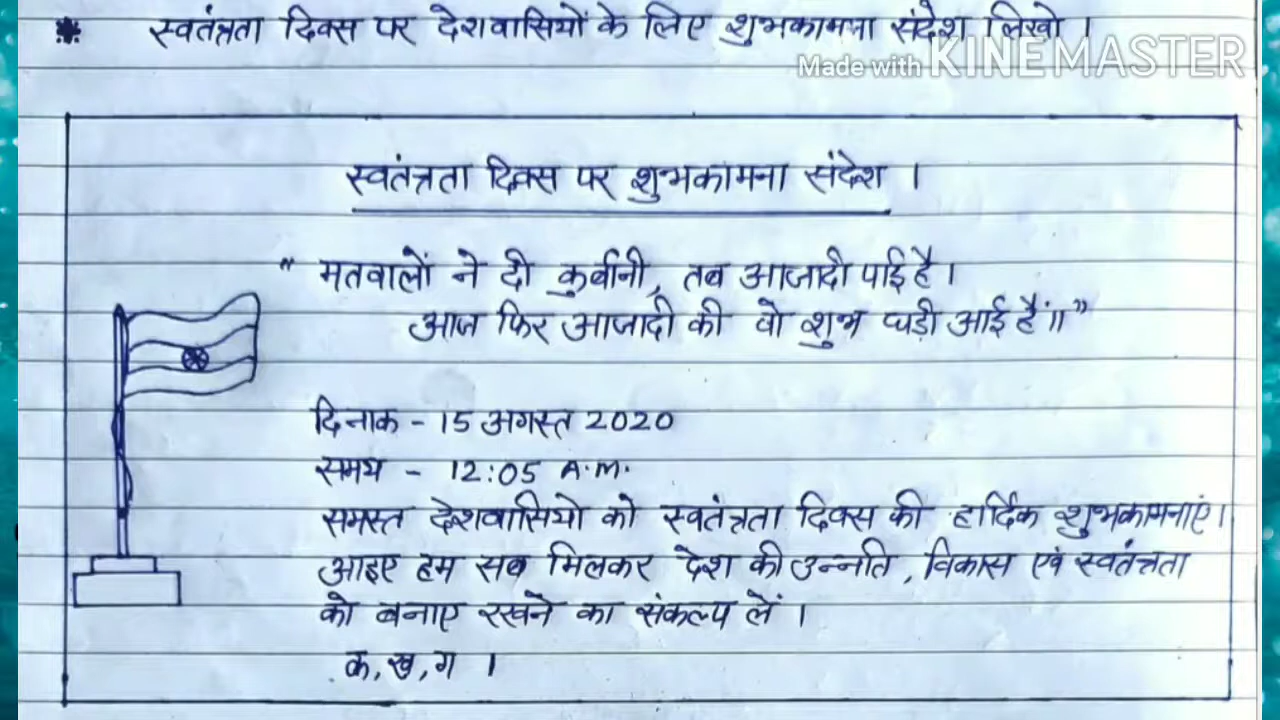 * स्वतंत्रता दिवस पर देशवासियों के लिए शुभकामना संदेश लिखो।
Made with KINEMASTER
स्वतंत्रता दिवस पर शुभकामना संदेश ।
" मतवालों ने दी कुर्बानी, तब आजादी पाई है।
आज फिर आजादी की वो शुभ घड़ी आई हैं॥"
दिनाक - 15 अगस्त 2020
समय - 12:05 A.M.
समस्त देशवासियो को स्वतंत्रता दिवस की हार्दिक शुभकामनाएं।
आइए हम सब मिलकर देश की उन्नति, विकास एवं स्वतंत्रता
को बनाए रखने का संकल्प लें ।
क, ख, ग ।